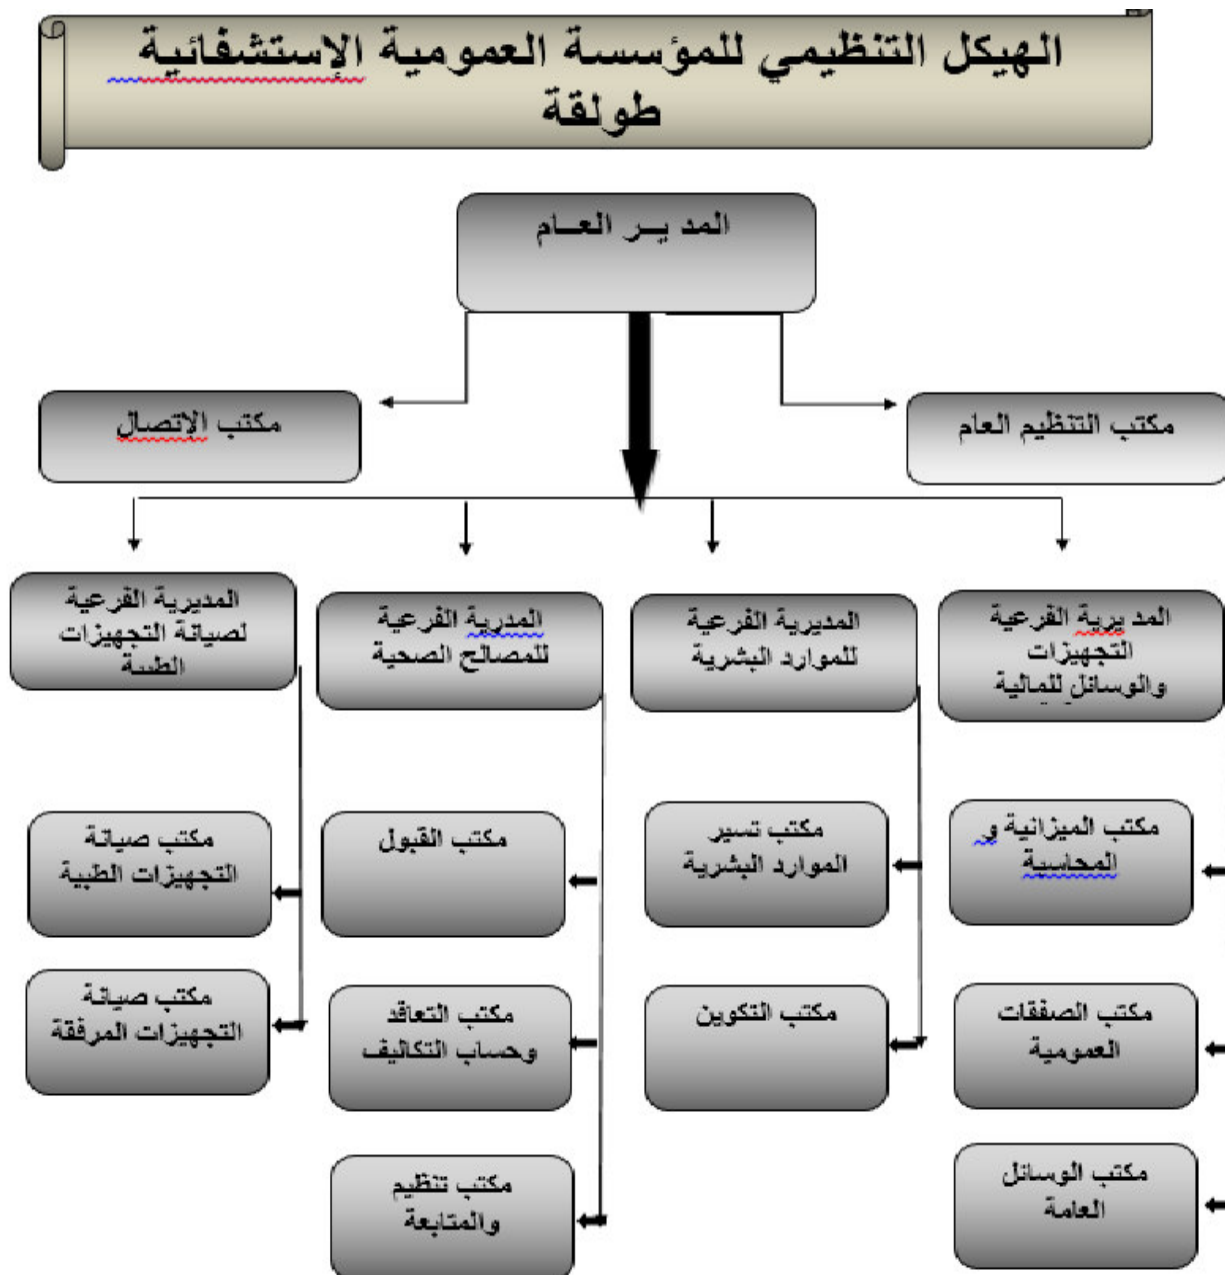 الهيكل التنظيمي للمؤسسة العمومية الإستشفائية
طولقة
المد يــر العــام
مكتب التنظيم العام
مكتب الإتصال
المد يرية الفرعية
التجهيزات
والوسائل للمالية
المديرية الفرعية
للموارد البشرية
المدرية الفرعية
للمصالح الصحية
المديرية الفرعية
لصيانة التجهيزات
الطبية
مكتب الميزانية و
المحاسبة
مكتب تسير
الموارد البشرية
مكتب القبول
مكتب صيانة
التجهيزات الطبية
مكتب الصفقات
العمومية
مكتب التكوين
مكتب التعاقد
وحساب التكاليف
مكتب صيانة
التجهيزات المرفقة
مكتب الوسائل
العامة
مكتب تنظيم
والمتابعة